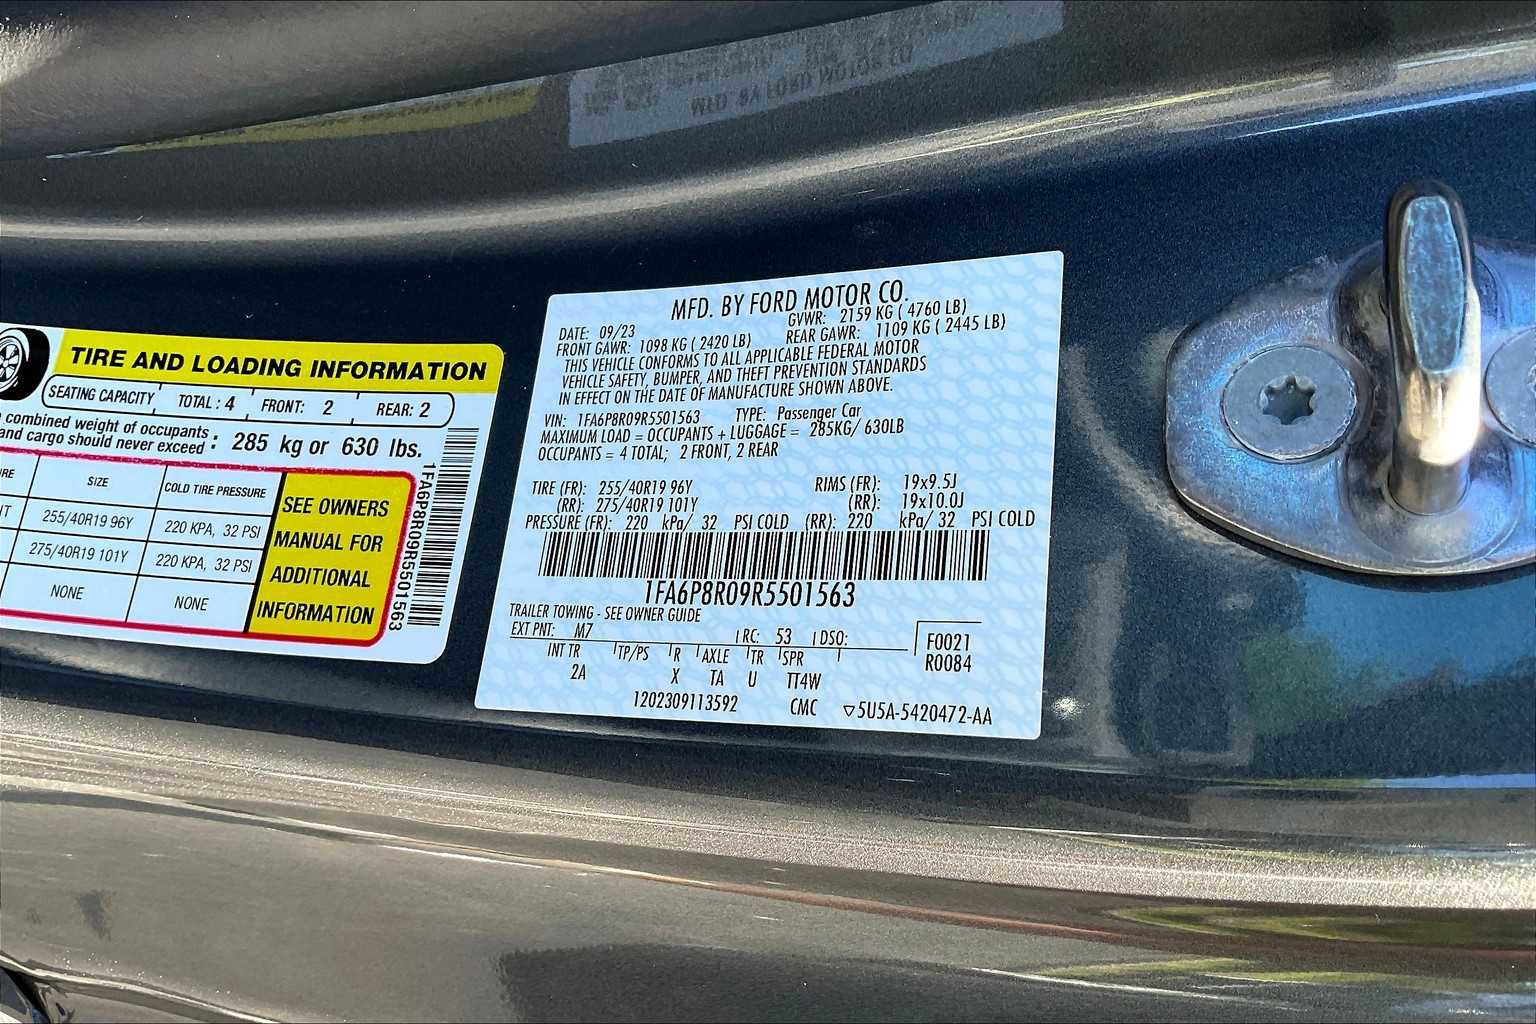 TIRE AND LOADING INFORMATION
SEATING CAPACITY TOTAL : 4 FRONT: 2 REAR: 2
combined weight of occupants
and cargo should never exceed : 285 kg or 630 lbs.
SIZE COLD TIRE PRESSURE
255/40R19 96Y 220 KPA, 32 PSI
275/40R19 101Y 220 KPA, 32 PSI
NONE NONE
SEE OWNERS
MANUAL FOR
ADDITIONAL
INFORMATION
1FA6P8R09R5501563
MFD. BY FORD MOTOR CO.
DATE: 09/23 GVWR: 2159 KG ( 4760 LB)
FRONT GAWR: 1098 KG ( 2420 LB) REAR GAWR: 1109 KG ( 2445 LB)
THIS VEHICLE CONFORMS TO ALL APPLICABLE FEDERAL MOTOR
VEHICLE SAFETY, BUMPER, AND THEFT PREVENTION STANDARDS
IN EFFECT ON THE DATE OF MANUFACTURE SHOWN ABOVE.
VIN: 1FA6P8R09R5501563 TYPE: Passenger Car
MAXIMUM LOAD = OCCUPANTS + LUGGAGE = 285KG/ 630LB
OCCUPANTS = 4 TOTAL; 2 FRONT, 2 REAR
TIRE (FR): 255/40R19 96Y RIMS (FR): 19x9.5J
(RR): 275/40R19 101Y (RR): 19x10.0J
PRESSURE (FR): 220 kPa/ 32 PSI COLD (RR): 220 kPa/ 32 PSI COLD
1FA6P8R09R5501563
TRAILER TOWING - SEE OWNER GUIDE
EXT PNT: M7 RC: 53 DSO: F0021
R0084
INT TR TP/PS R AXLE TR SPR
2A X TA U TT4W
1202309113592 CMC ▽5U5A-5420472-AA